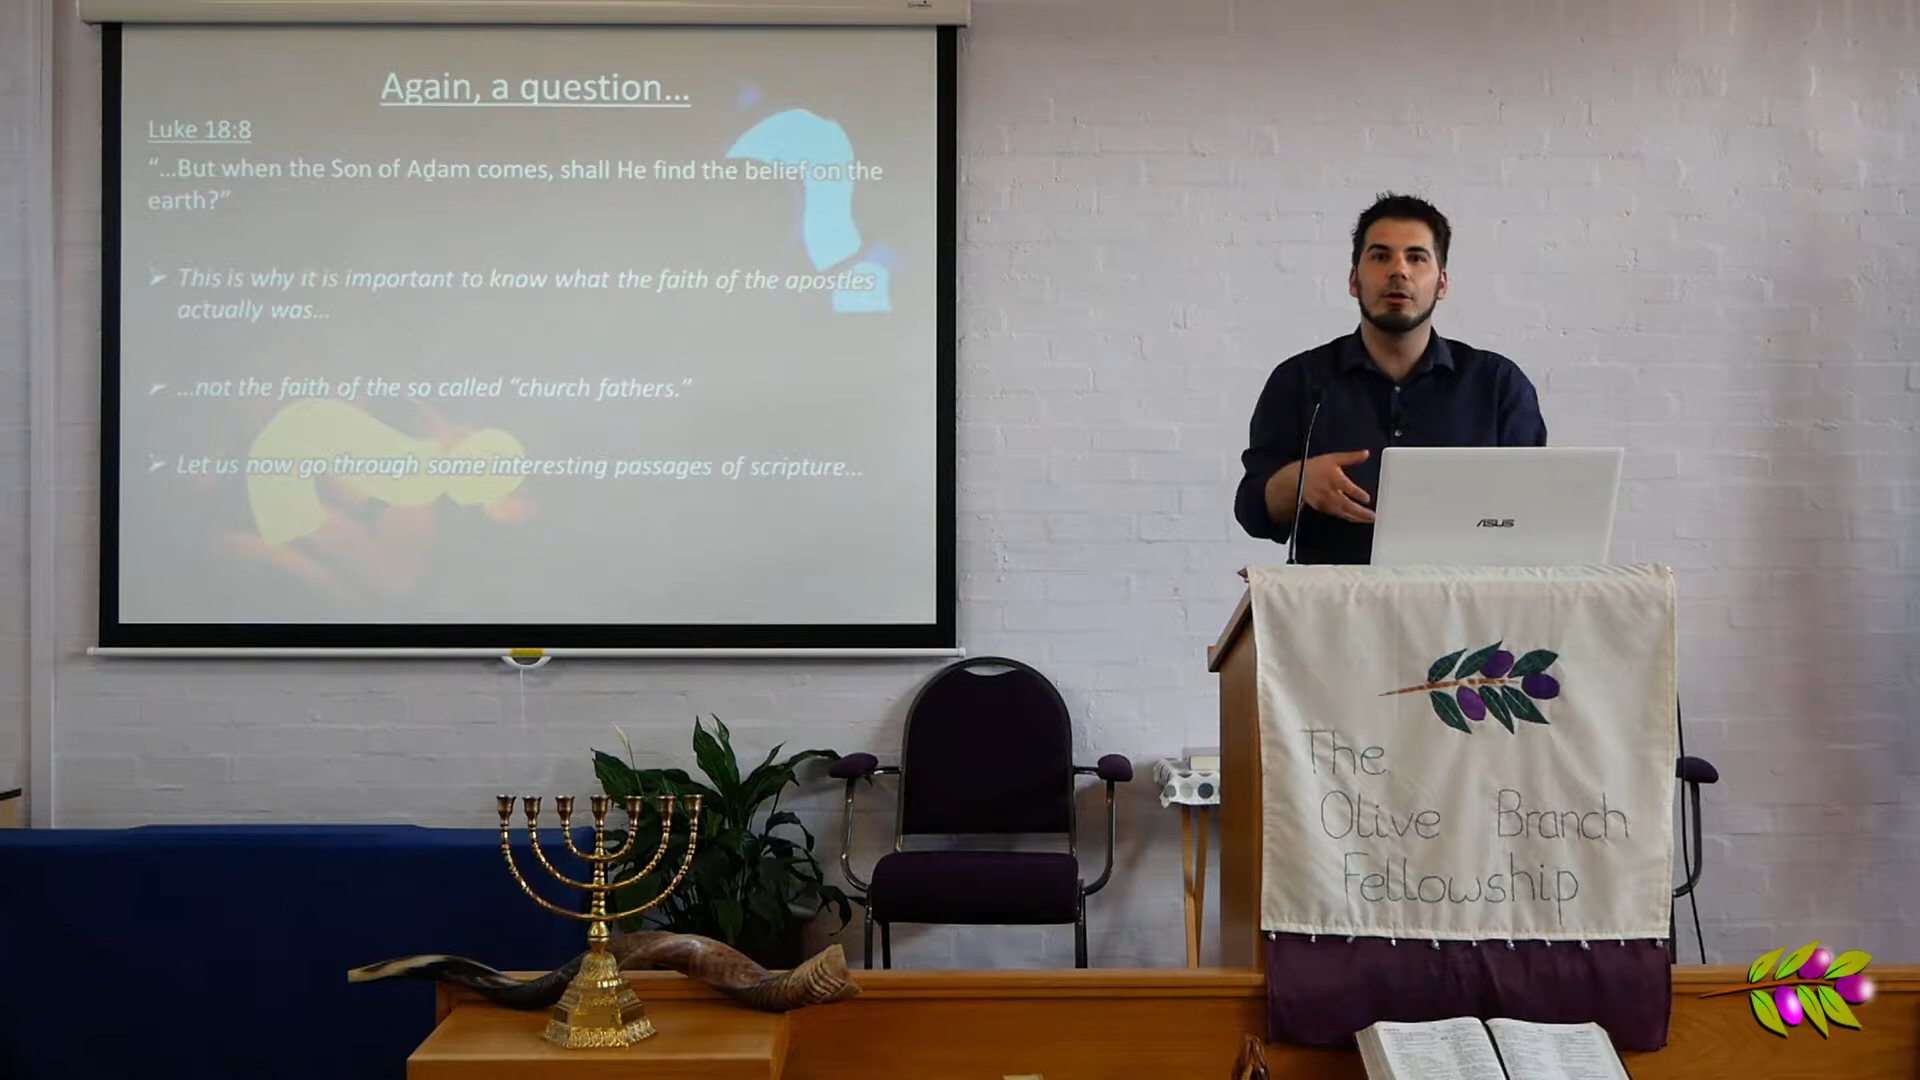 Again, a question...
Luke 18:8
“...But when the Son of Aḏam comes, shall He find the belief on the
earth?”
This is why it is important to know what the faith of the apostles
actually was...
...not the faith of the so called “church fathers.”
Let us now go through some interesting passages of scripture...
ASUS
The
Olive Branch
Fellowship